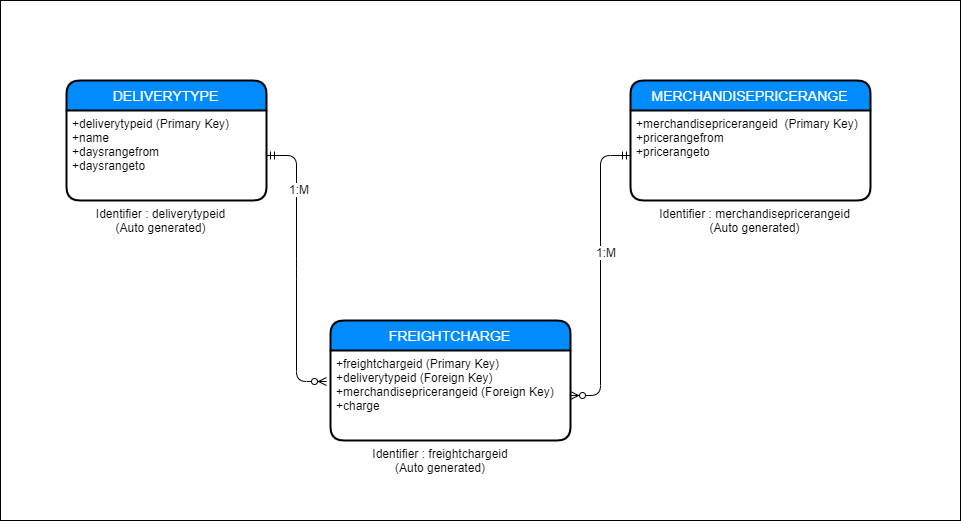 DELIVERYTYPE
+deliverytypeid (Primary Key)
+name
+daysrangefrom
+daysrangeto
Identifier : deliverytypeid
(Auto generated)
1:M
MERCHANDISEPRICERANGE
+merchandisepricerangeid  (Primary Key)
+pricerangefrom
+pricerangeto
Identifier : merchandisepricerangeid
(Auto generated)
1:M
FREIGHTCHARGE
+freightchargeid (Primary Key)
+deliverytypeid (Foreign Key)
+merchandisepricerangeid (Foreign Key)
+charge
Identifier : freightchargeid
(Auto generated)